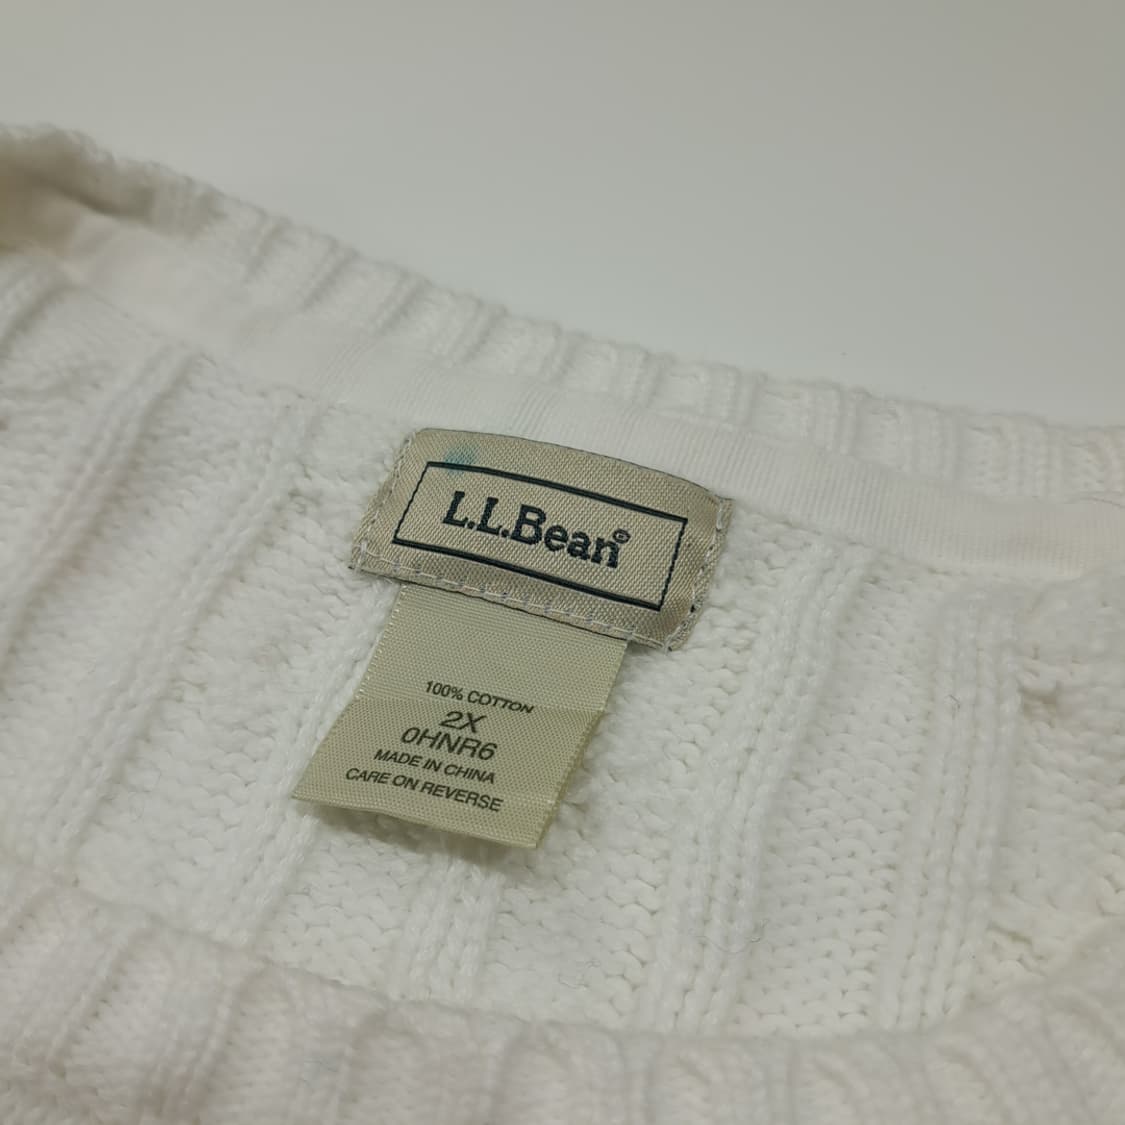 L.L.Bean®
100% COTTON
2X
0HNR6
MADE IN CHINA
CARE ON REVERSE